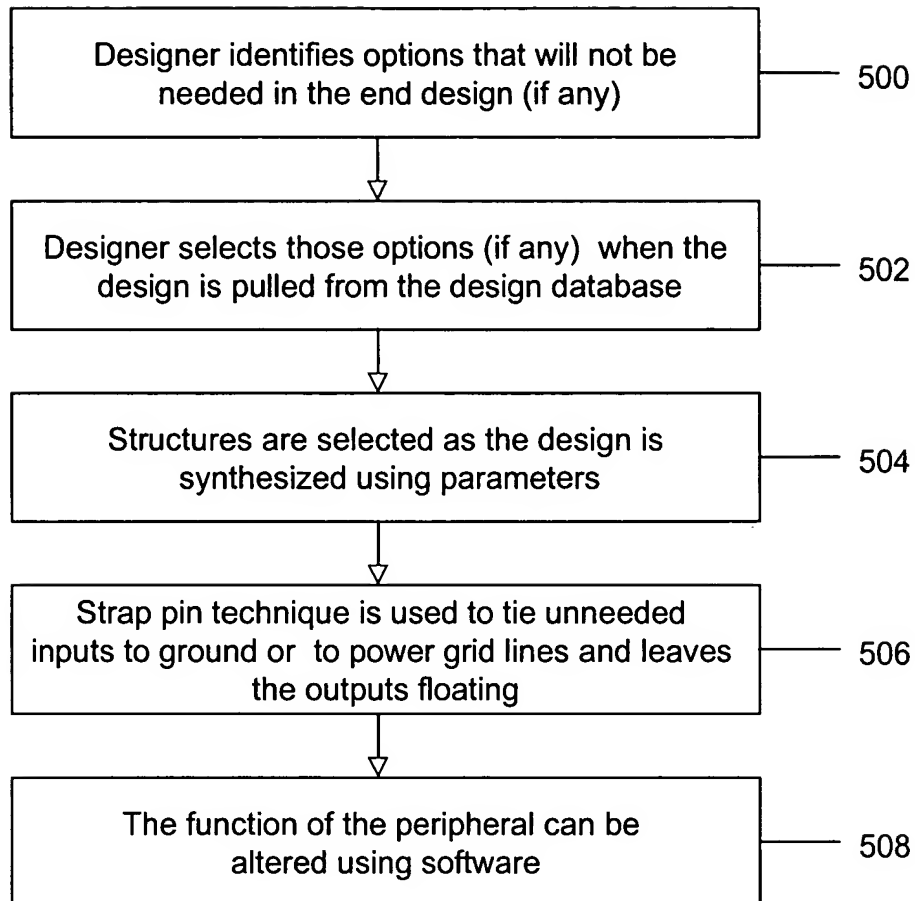 Designer identifies options that will not be
needed in the end design (if any)
500
Designer selects those options (if any) when the
design is pulled from the design database
502
Structures are selected as the design is
synthesized using parameters
504
Strap pin technique is used to tie unneeded
inputs to ground or to power grid lines and leaves
the outputs floating
506
The function of the peripheral can be
altered using software
508